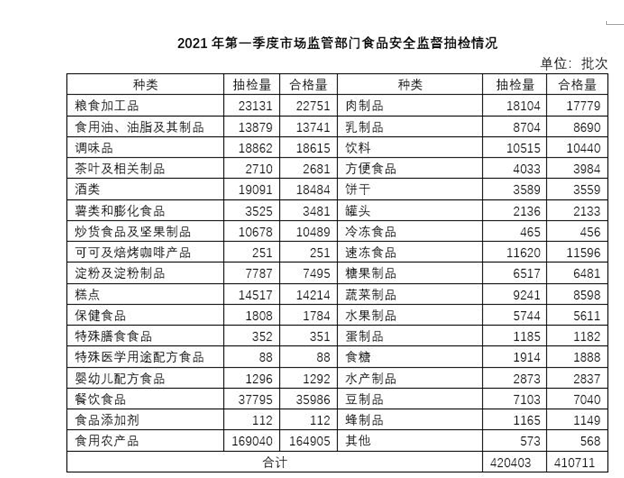 2021年第一季度市场监管部门食品安全监督抽检情况
单位：批次
种类 抽检量 合格量 种类 抽检量 合格量
粮食加工品 23131 22751 肉制品 18104 17779
食用油、油脂及其制品 13879 13741 乳制品 8704 8690
调味品 18862 18615 饮料 10515 10440
茶叶及相关制品 2710 2681 方便食品 4033 3984
酒类 19091 18484 饼干 3589 3559
薯类和膨化食品 3525 3481 罐头 2136 2133
炒货食品及坚果制品 10678 10489 冷冻食品 465 456
可可及焙烤咖啡产品 251 251 速冻食品 11620 11596
淀粉及淀粉制品 7787 7495 糖果制品 6517 6481
糕点 14517 14214 蔬菜制品 9241 8598
保健食品 1808 1784 水果制品 5744 5611
特殊膳食食品 352 351 蛋制品 1185 1182
特殊医学用途配方食品 88 88 食糖 1914 1888
婴幼儿配方食品 1296 1292 水产制品 2873 2837
餐饮食品 37795 35986 豆制品 7103 7040
食品添加剂 112 112 蜂制品 1165 1149
食用农产品 169040 164905 其他 573 568
合计 420403 410711